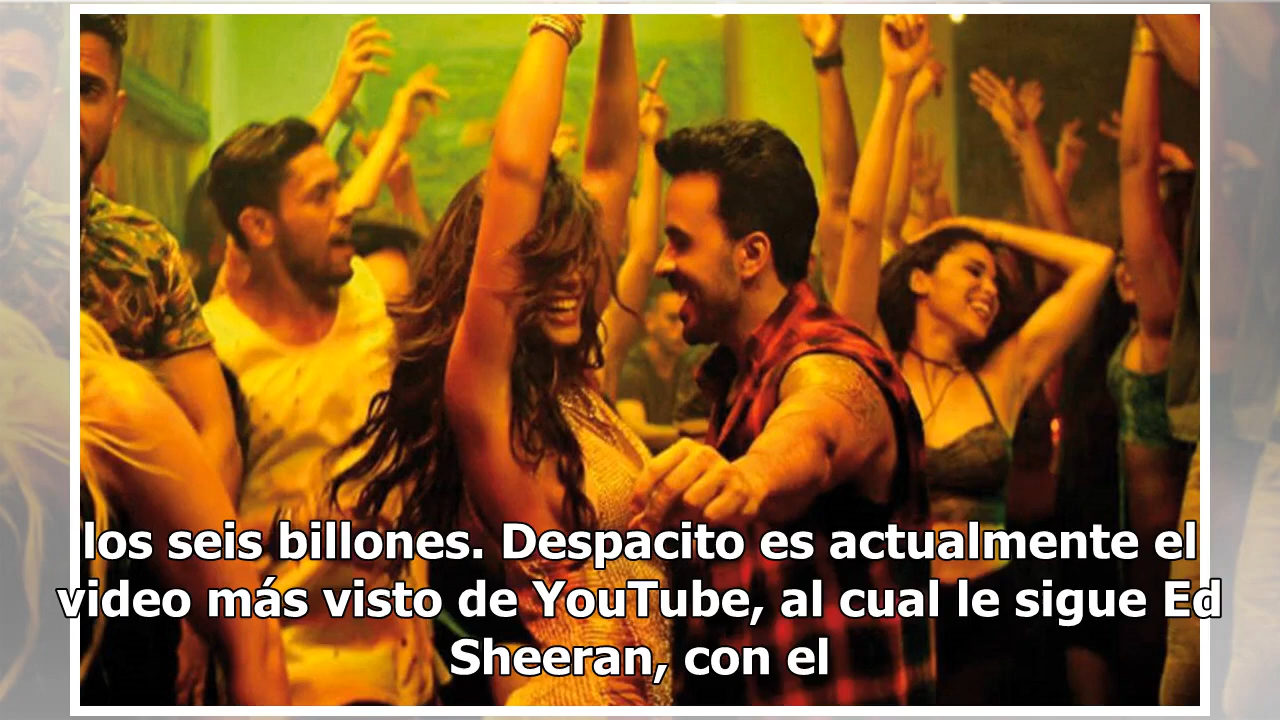 los seis billones. Despacito es actualmente el
video más visto de YouTube, al cual le sigue Ed
Sheeran, con el